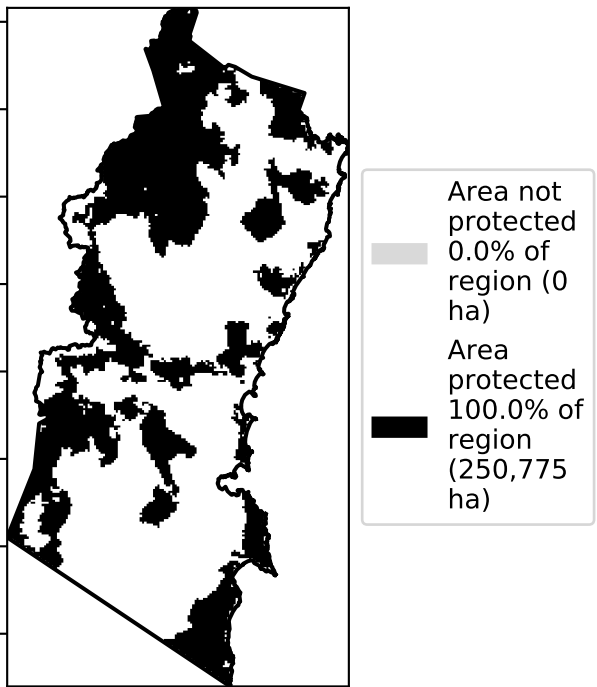 Area not
protected
0.0% of
region (0
ha)
Area
protected
100.0% of
region
(250,775
ha)